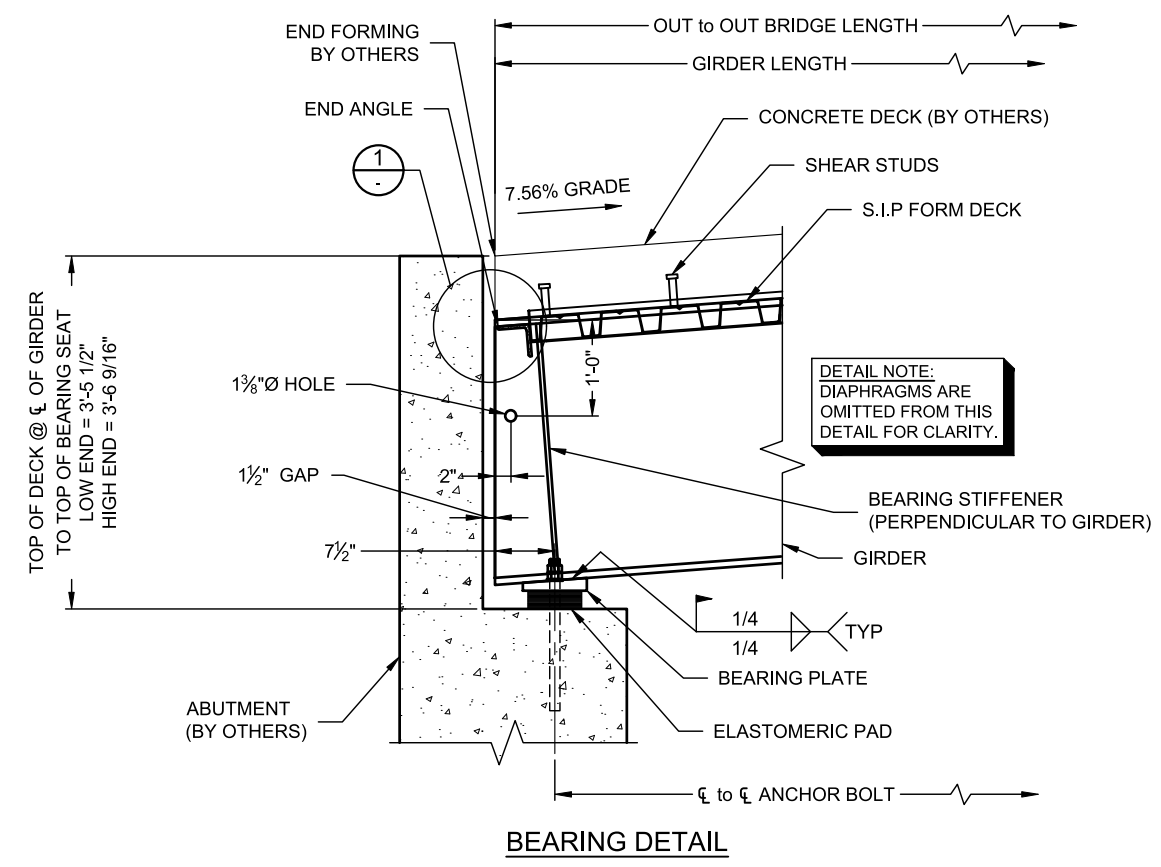 OUT to OUT BRIDGE LENGTH
END FORMING
BY OTHERS
GIRDER LENGTH
END ANGLE
CONCRETE DECK (BY OTHERS)
1
-
SHEAR STUDS
7.56% GRADE
S.I.P FORM DECK
TOP OF DECK @ ℄ OF GIRDER
TO TOP OF BEARING SEAT
LOW END = 3'-5 1/2"
HIGH END = 3'-6 9/16"
1⅜"Ø HOLE
1'-0"
DETAIL NOTE:
DIAPHRAGMS ARE
OMITTED FROM THIS
DETAIL FOR CLARITY.
1½" GAP
2"
BEARING STIFFENER
(PERPENDICULAR TO GIRDER)
7½"
GIRDER
1/4
1/4
TYP
BEARING PLATE
ABUTMENT
(BY OTHERS)
ELASTOMERIC PAD
℄ to ℄ ANCHOR BOLT
BEARING DETAIL